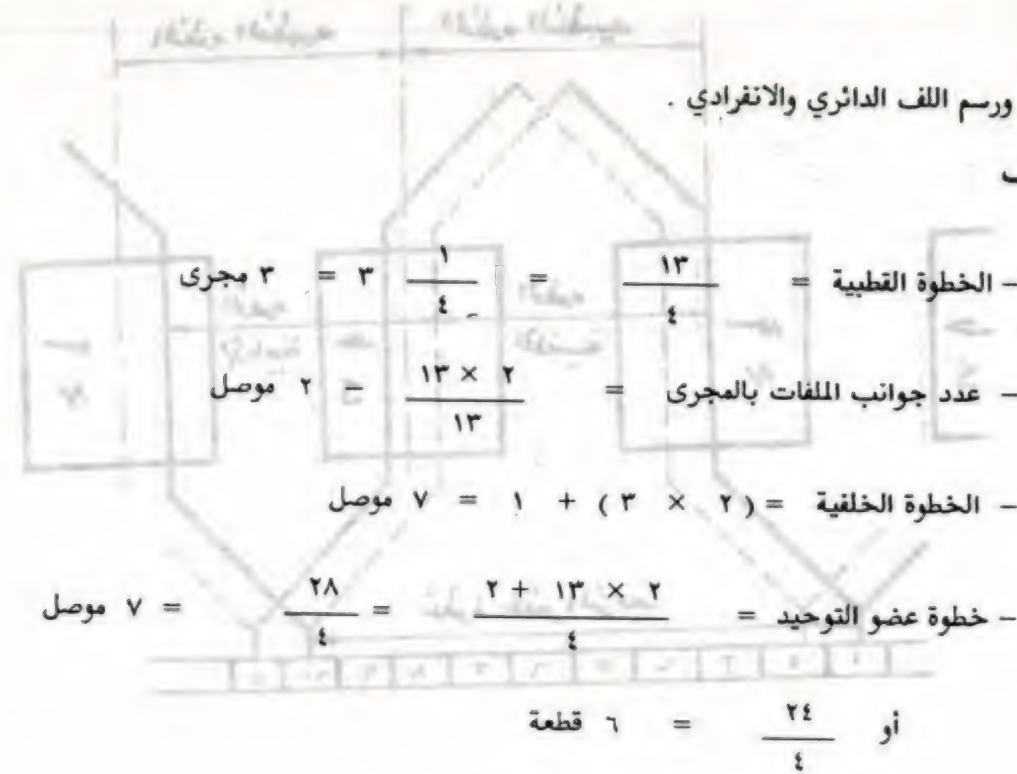 ورسم اللف الدائري والانفرادي .
ب
– الخطوة القطبية = ١٣ / ٤ = ١ / ٤ ٣ = ٣ مجرى
– عدد جوانب الملفات بالمجرى = ٢ × ١٣ / ١٣ = ٢ موصل
– الخطوة الخلفية = ( ٢ × ٣ ) + ١ = ٧ موصل
– خطوة عضو التوحيد = ٢ × ١٣ + ٢ / ٤ = ٢٨ / ٤ = ٧ موصل
أو ٢٤ / ٤ = ٦ قطعة